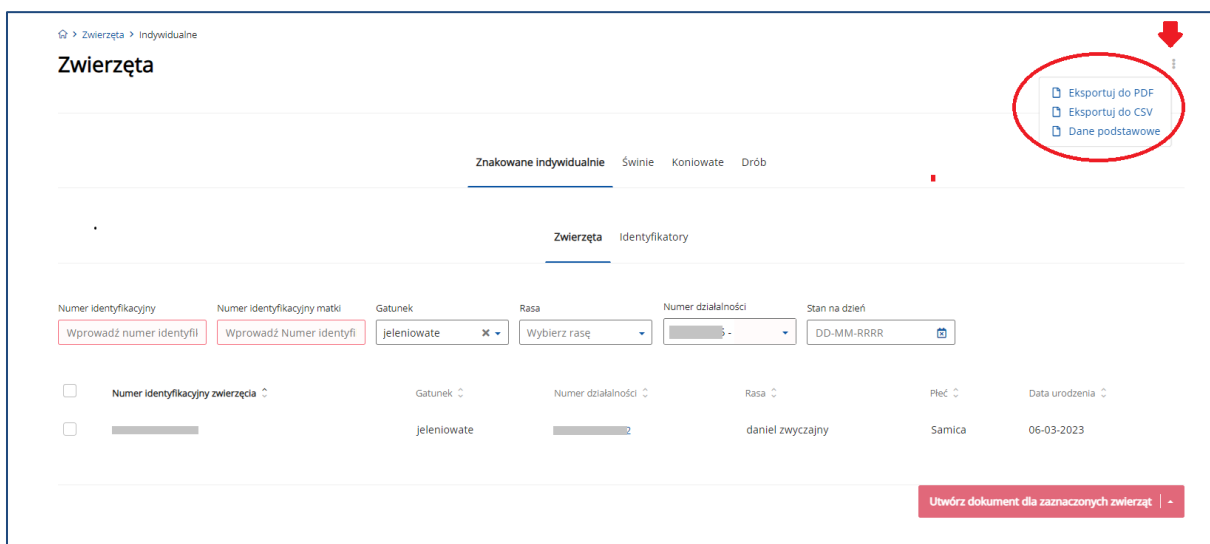 Zwierzęta > Indywidualne
Zwierzęta
Eksportuj do PDF
Eksportuj do CSV
Dane podstawowe
Znakowane indywidualnie Świnie Koniowate Drób
Zwierzęta Identyfikatory
Numer identyfikacyjny Numer identyfikacyjny matki Gatunek Rasa Numer działalności Stan na dzień
Wprowadź numer identyfik Wprowadź Numer identyfi jeleniowate Wybierz rasę - DD-MM-RRRR
Numer identyfikacyjny zwierzęcia Gatunek Numer działalności Rasa Płeć Data urodzenia
jeleniowate 2 daniel zwyczajny Samica 06-03-2023
Utwórz dokument dla zaznaczonych zwierząt